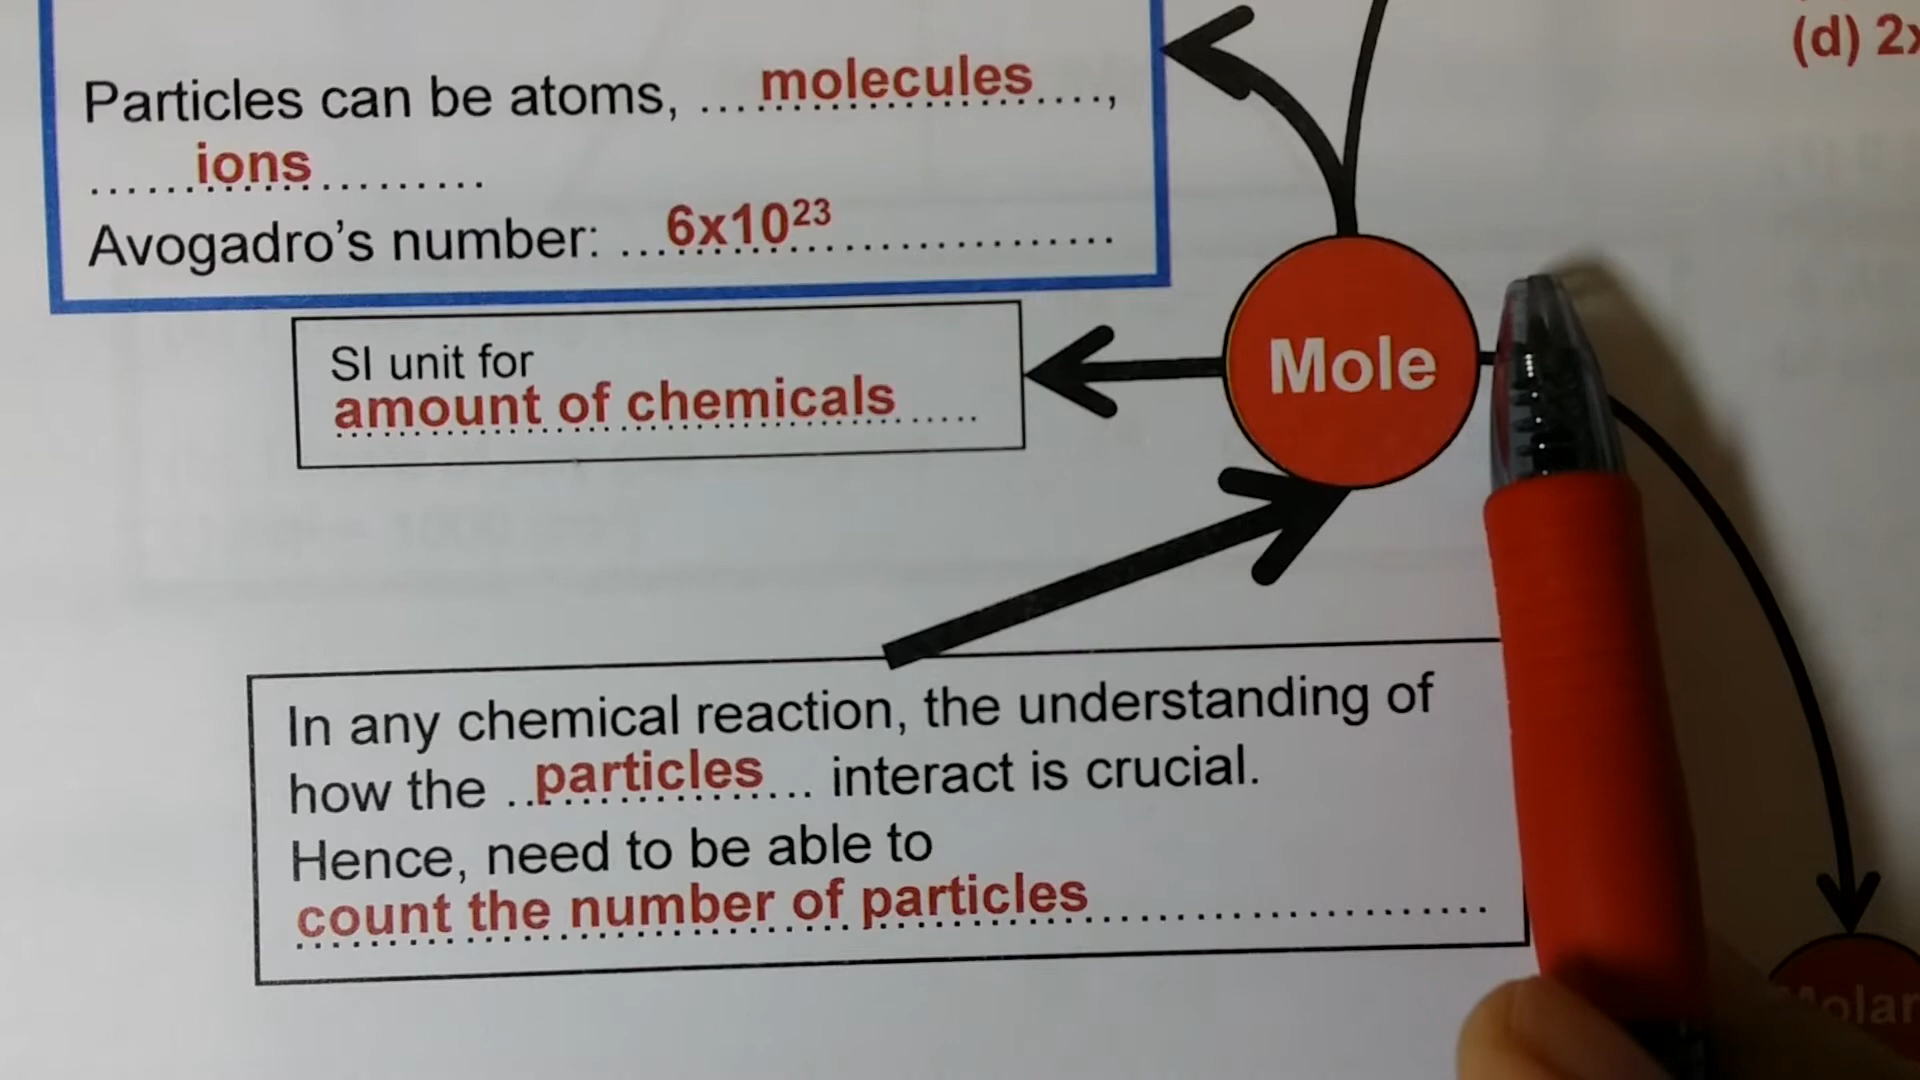 (d) 2x
Particles can be atoms, ...molecules...,
......ions..........
Avogadro's number: ...6x10²³...................
SI unit for
amount of chemicals......
Mole
In any chemical reaction, the understanding of
how the ..particles... interact is crucial.
Hence, need to be able to
count the number of particles.......................